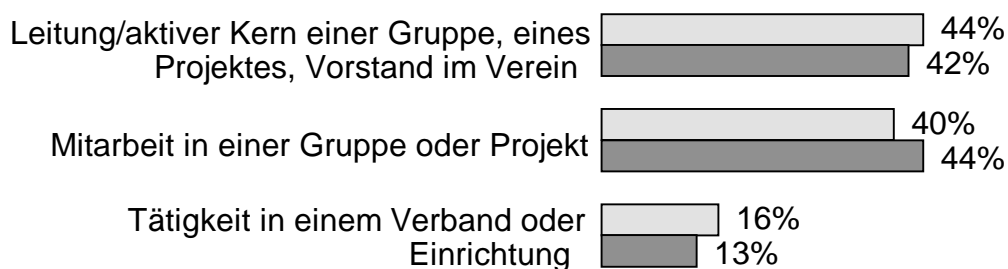 Leitung/aktiver Kern einer Gruppe, eines
Projektes, Vorstand im Verein
44%
42%
Mitarbeit in einer Gruppe oder Projekt
40%
44%
Tätigkeit in einem Verband oder
Einrichtung
16%
13%